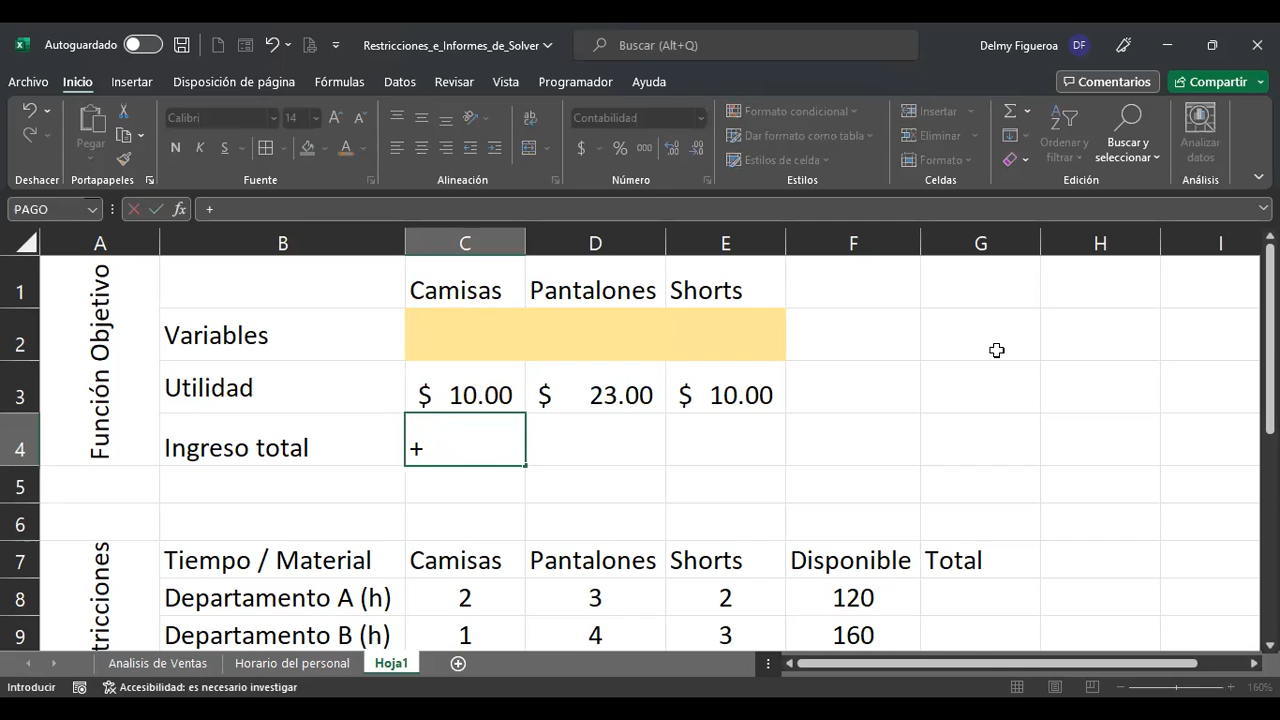 Autoguardado
Restricciones_e_Informes_de_Solver
Buscar (Alt+Q)
Delmy Figueroa
DF
Archivo Inicio Insertar Disposición de página Fórmulas Datos Revisar Vista Programador Ayuda
Comentarios
Compartir
Pegar
Calibri 14
N K S
Contabilidad
$ % 000
Formato condicional
Dar formato como tabla
Estilos de celda
Insertar
Eliminar
Formato
Ordenar y filtrar
Buscar y seleccionar
Analizar datos
Deshacer Portapapeles Fuente Alineación Número Estilos Celdas Edición Análisis
PAGO
fx
+
A B C D E F G H I
Función Objetivo
1 Camisas Pantalones Shorts
2 Variables
3 Utilidad $ 10.00 $ 23.00 $ 10.00
4 Ingreso total +
5
6
7 Tiempo / Material Camisas Pantalones Shorts Disponible Total
8 Departamento A (h) 2 3 2 120
9 Departamento B (h) 1 4 3 160
tricciones
Analisis de Ventas Horario del personal Hoja1
Introducir
Accesibilidad: es necesario investigar
160%